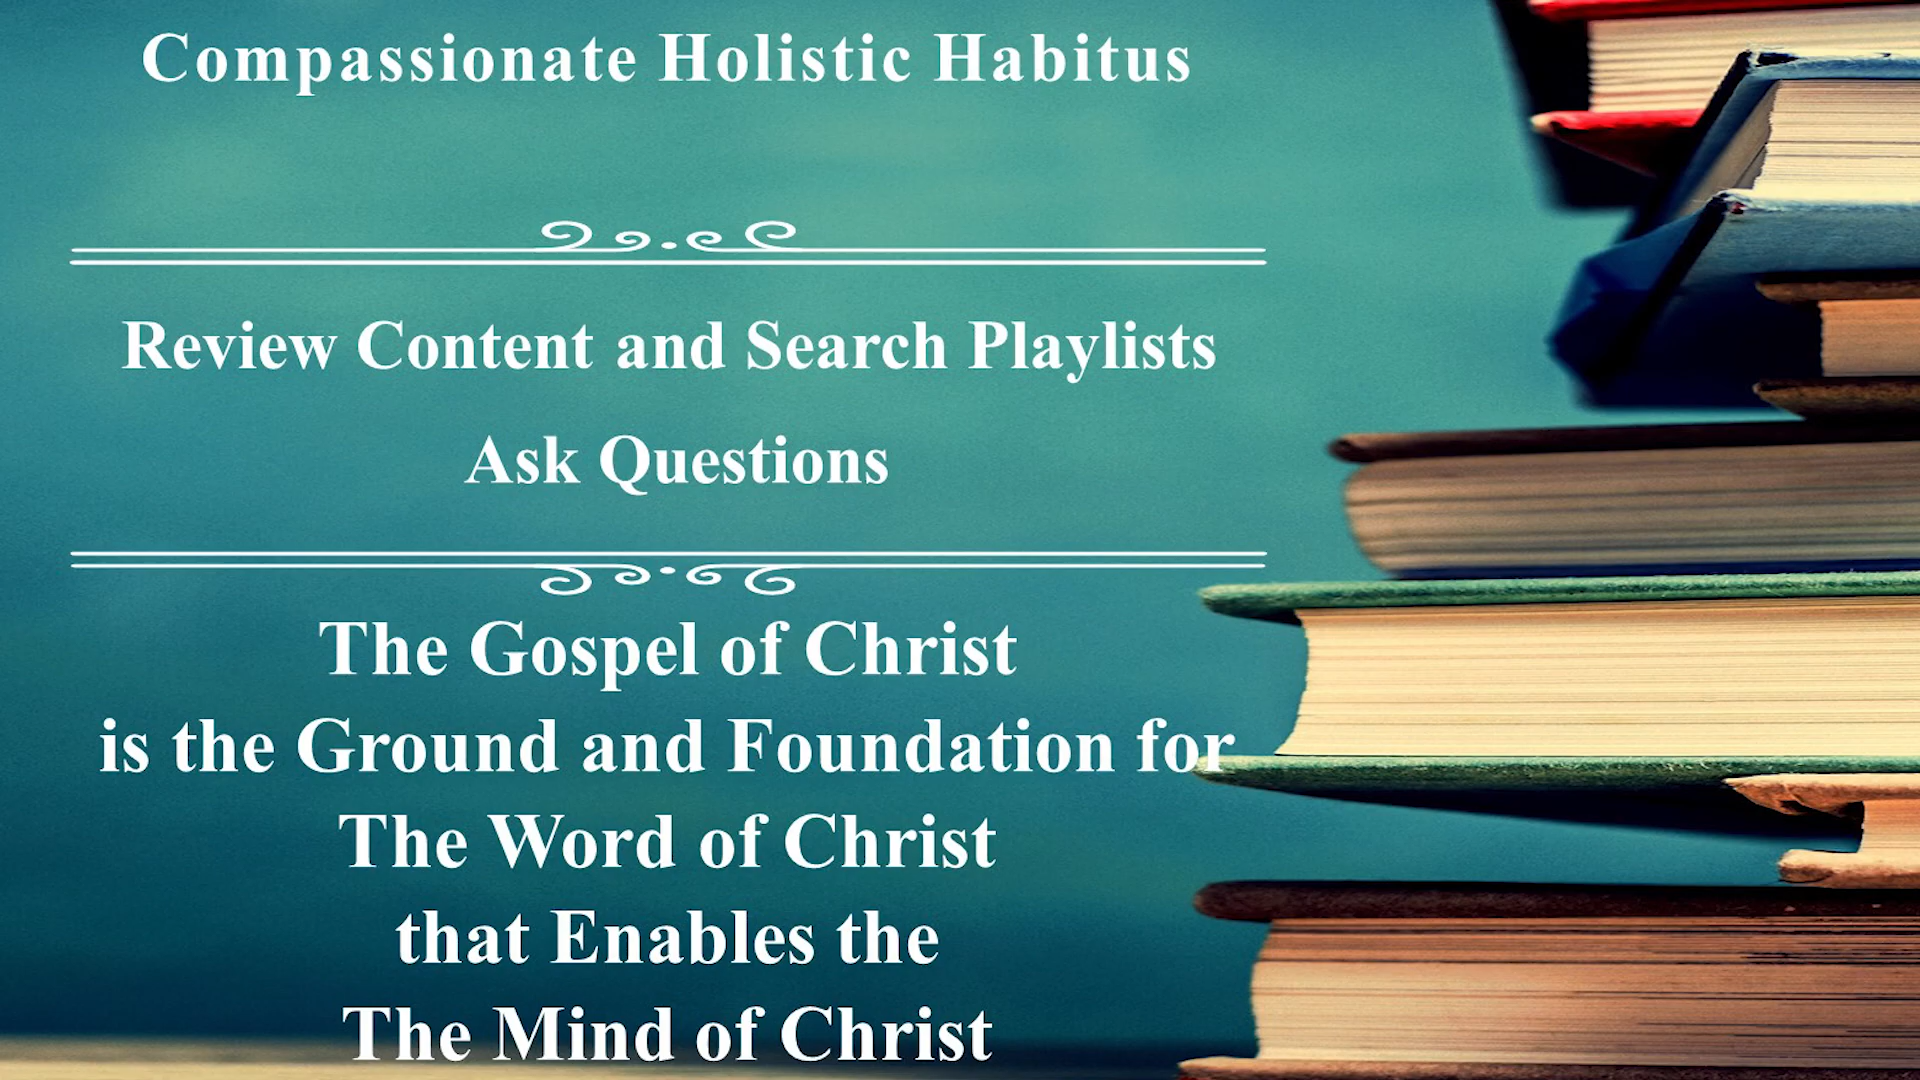 Compassionate Holistic Habitus
Review Content and Search Playlists
Ask Questions
The Gospel of Christ
is the Ground and Foundation for
The Word of Christ
that Enables the
The Mind of Christ